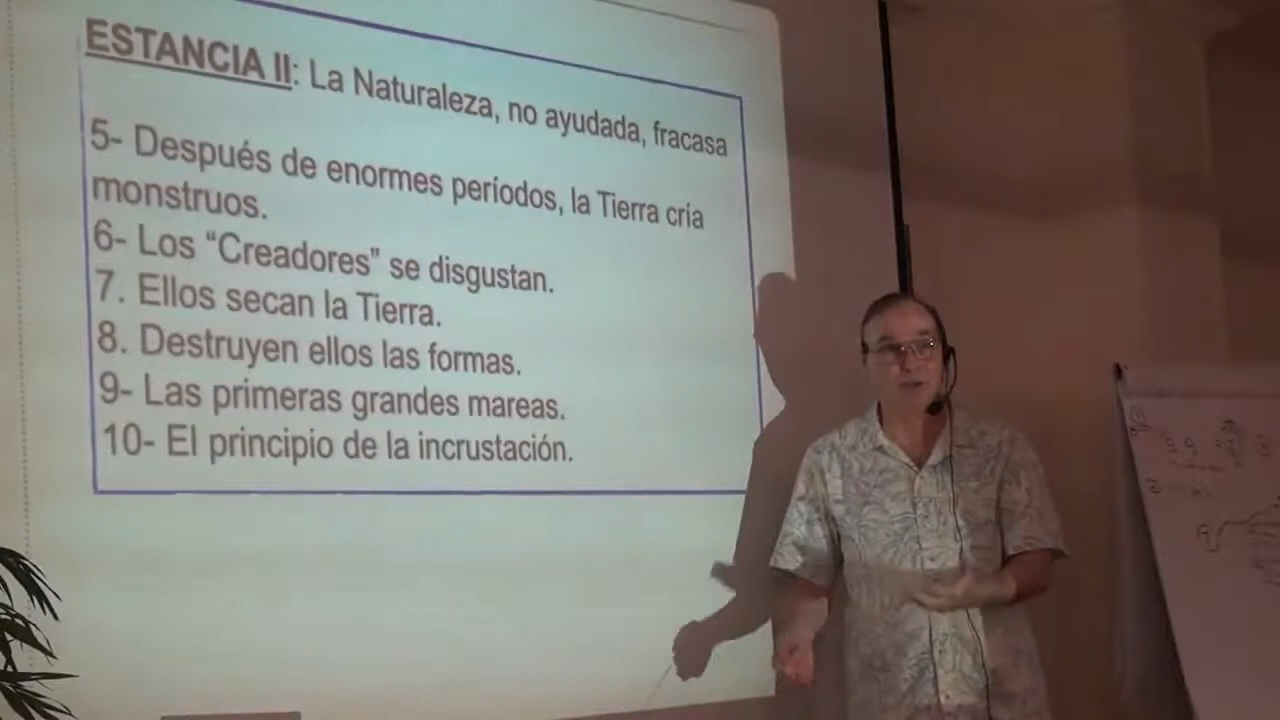 ESTANCIA II: La Naturaleza, no ayudada, fracasa
5- Después de enormes períodos, la Tierra cría
monstruos.
6- Los “Creadores” se disgustan.
7. Ellos secan la Tierra.
8. Destruyen ellos las formas.
9- Las primeras grandes mareas.
10- El principio de la incrustación.